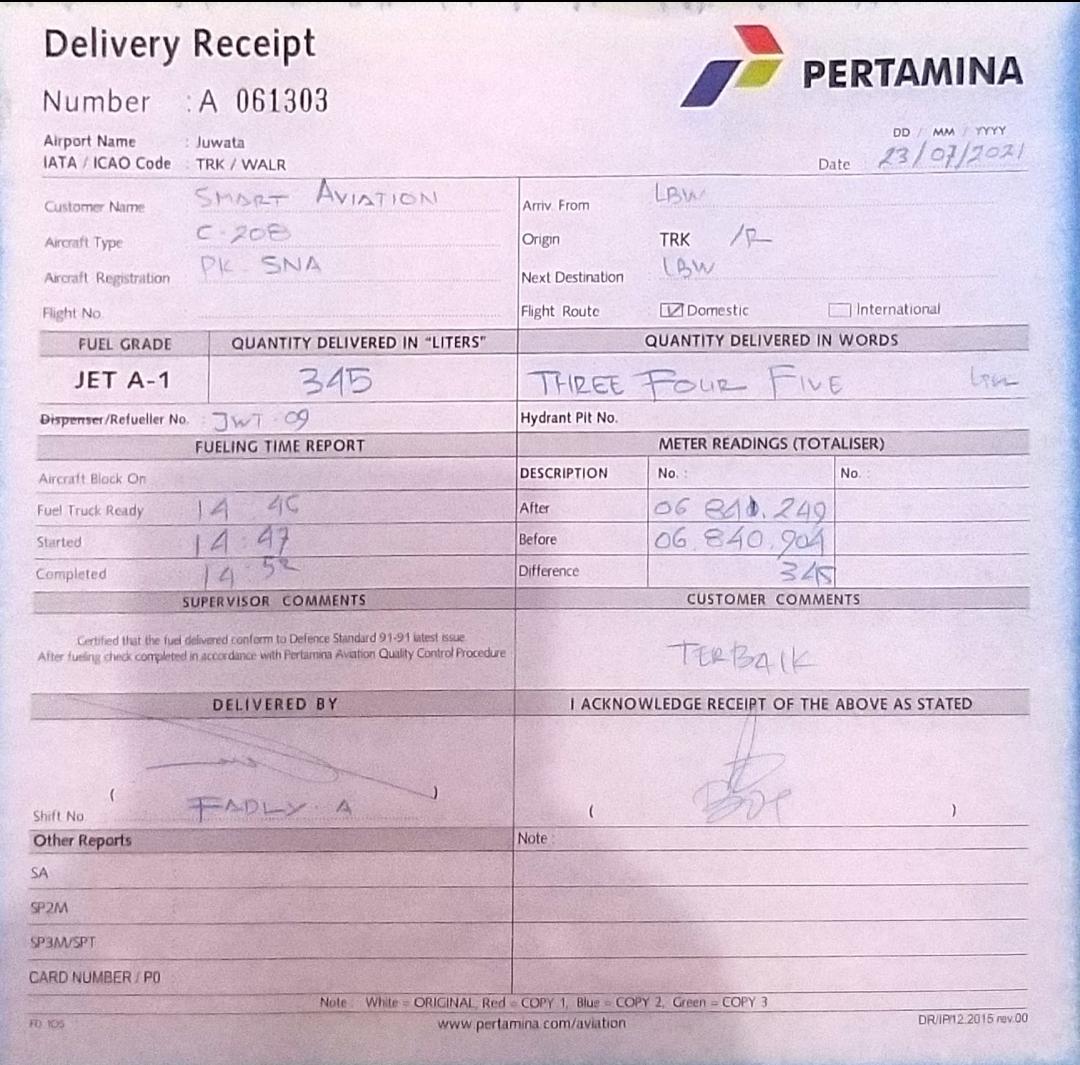 Delivery Receipt
PERTAMINA
Number : A 061303
Airport Name : Juwata
IATA / ICAO Code : TRK / WALR
DD / MM / YYYY
Date 23/07/2021
Customer Name SMART AVIATION
Arriv. From LBW
Aircraft Type C-208
Origin TRK /R
Aircraft Registration PK-SNA
Next Destination LBW
Flight No.
Flight Route Domestic International
FUEL GRADE QUANTITY DELIVERED IN "LITERS" QUANTITY DELIVERED IN WORDS
JET A-1 345 THREE FOUR FIVE
Dispenser/Refueller No. : JWT 09 Hydrant Pit No.
FUELING TIME REPORT METER READINGS (TOTALISER)
Aircraft Block On DESCRIPTION No. : No. :
Fuel Truck Ready 14 After 06 841.249
Started 14:47 Before 06.840.904
Completed 14 52 Difference 345
SUPERVISOR COMMENTS CUSTOMER COMMENTS
Certified that the fuel delivered conform to Defence Standard 91-91 latest issue.
After fueling check completed in accordance with Pertamina Aviation Quality Control Procedure
TERBAIK
DELIVERED BY I ACKNOWLEDGE RECEIPT OF THE ABOVE AS STATED
( ) ( )
Shift No. FADLY. A
Other Reports Note :
SA
SP2M
SP3M/SPT
CARD NUMBER / PO
Note : White = ORIGINAL, Red = COPY 1, Blue = COPY 2, Green = COPY 3
FD 105 www.pertamina.com/aviation DR/IP/12.2015 rev.00